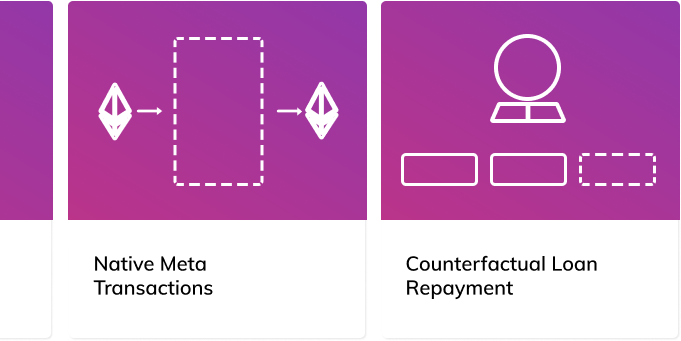 Native Meta
Transactions
Counterfactual Loan
Repayment